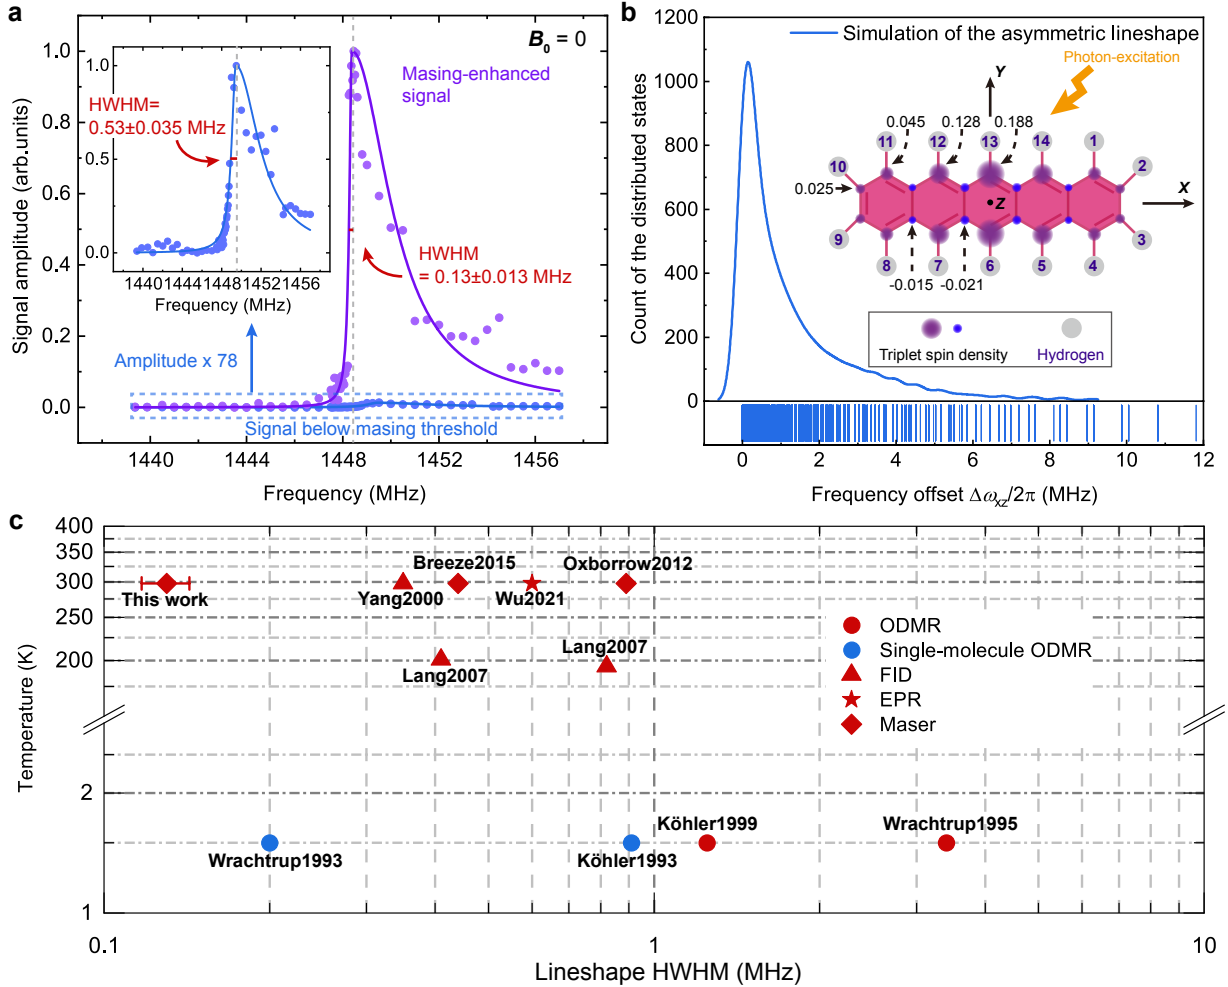 a
B0 = 0
Masing-enhanced
signal
HWHM=
0.53±0.035 MHz
1.0
0.5
0.0
1440 1444 1448 1452 1456
Frequency (MHz)
HWHM
= 0.13±0.013 MHz
Amplitude x 78
Signal below masing threshold
Signal amplitude (arb.units)
1.0
0.8
0.6
0.4
0.2
0.0
1440 1444 1448 1452 1456
Frequency (MHz)
b
Simulation of the asymmetric lineshape
Photon-excitation
Y
0.045 0.128 0.188
11 12 13 14 1
10 2
0.025
X
Z
9 3
8 7 6 5 4
-0.015 -0.021
Triplet spin density
Hydrogen
Count of the distributed states
1200
1000
800
600
400
200
0
0 2 4 6 8 10 12
Frequency offset Δωxz/2π (MHz)
c
Temperature (K)
400
350
300
250
200
2
1
Breeze2015 Oxborrow2012
This work Yang2000 Wu2021
Lang2007
Lang2007
ODMR
Single-molecule ODMR
FID
EPR
Maser
Köhler1999 Wrachtrup1995
Wrachtrup1993 Köhler1993
0.1 1 10
Lineshape HWHM (MHz)